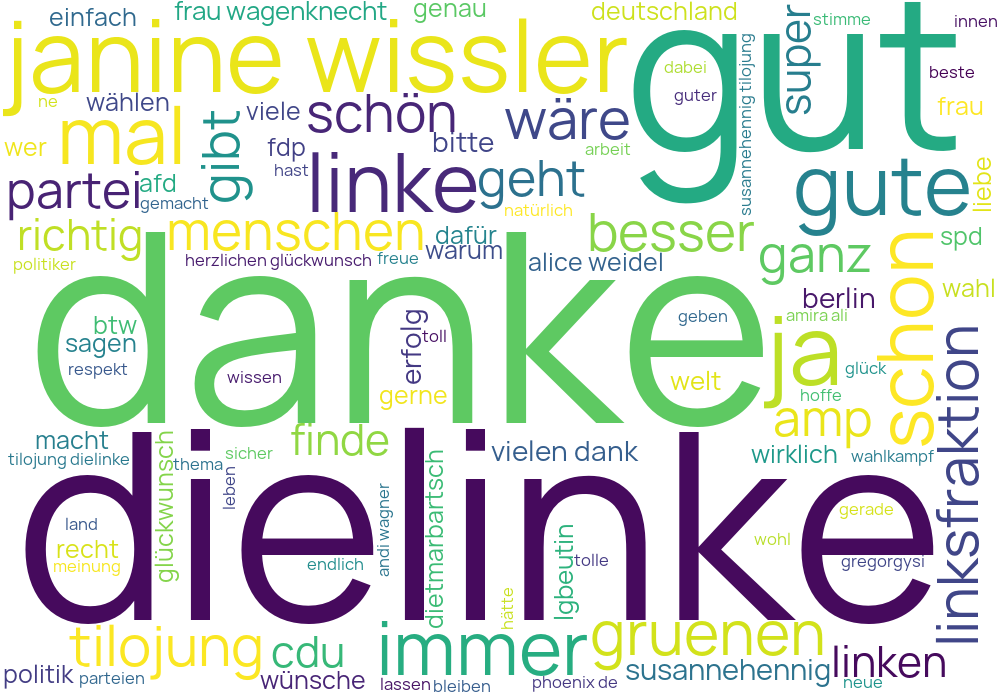 einfach
frau wagenknecht
genau
deutschland
super
stimme
innen
janine wissler
gut
dabei
guter
susannehennig tilojung
beste
frau
ne
wählen
viele
schön
wäre
wer
mal
gibt
fdp
bitte
arbeit
hast
linke
geht
gute
liebe
partei
afd
gemacht
natürlich
richtig
menschen
dafür
warum
besser
ganz
schon
spd
politiker
herzlichen glückwunsch
freue
alice weidel
wahl
berlin
danke
btw
sagen
respekt
wissen
erfolg
toll
gerne
geben
welt
amira ali
ja
glück
hoffe
linksfraktion
amp
macht
finde
vielen dank
wirklich
wahlkampf
tilojung dielinke
glückwunsch
thema
sicher
leben
dielinke
land
recht
meinung
endlich
andi wagner
dietmarbartsch
hätte
lgbeutin
tolle
wohl
gerade
gregorgysi
tilojung
cdu
immer
gruenen
linken
politik
parteien
wünsche
lassen
bleiben
phoenix de
susannehennig
neue